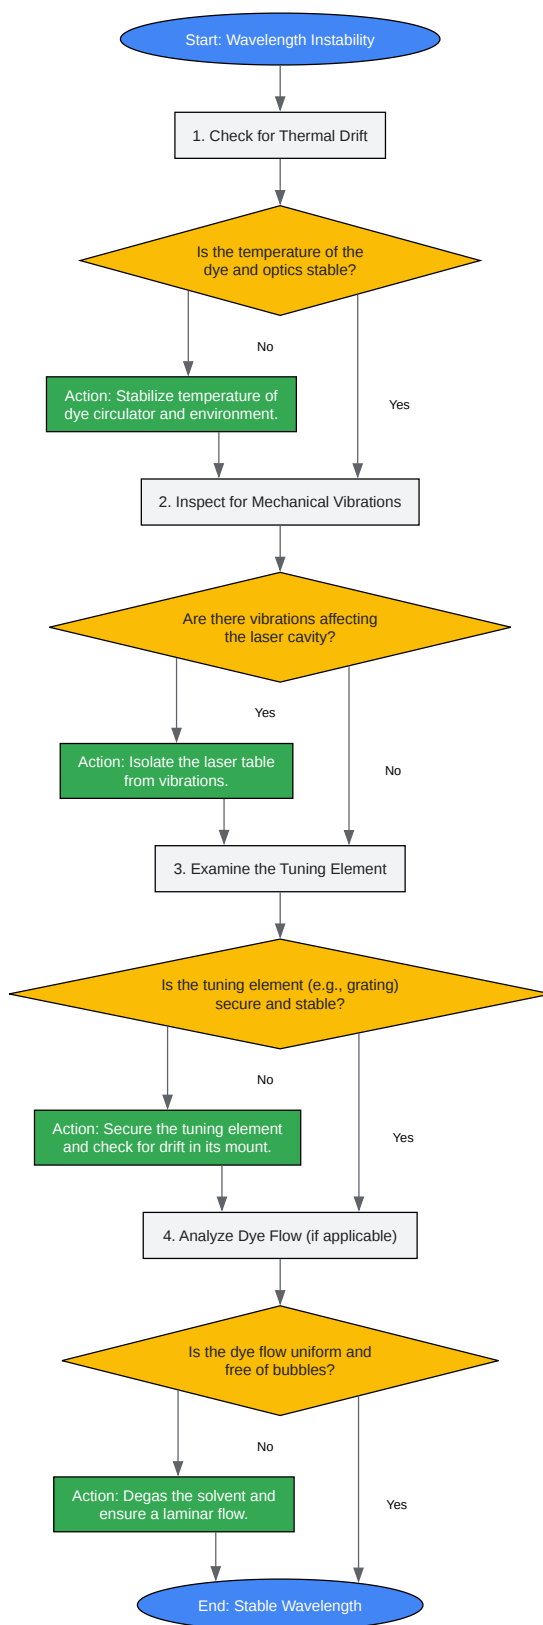 Start: Wavelength Instability
1. Check for Thermal Drift
Is the temperature of the
dye and optics stable?
No
Action: Stabilize temperature of
dye circulator and environment.
Yes
2. Inspect for Mechanical Vibrations
Are there vibrations affecting
the laser cavity?
Yes
Action: Isolate the laser table
from vibrations.
No
3. Examine the Tuning Element
Is the tuning element (e.g., grating)
secure and stable?
No
Action: Secure the tuning element
and check for drift in its mount.
Yes
4. Analyze Dye Flow (if applicable)
Is the dye flow uniform and
free of bubbles?
No
Action: Degas the solvent and
ensure a laminar flow.
Yes
End: Stable Wavelength